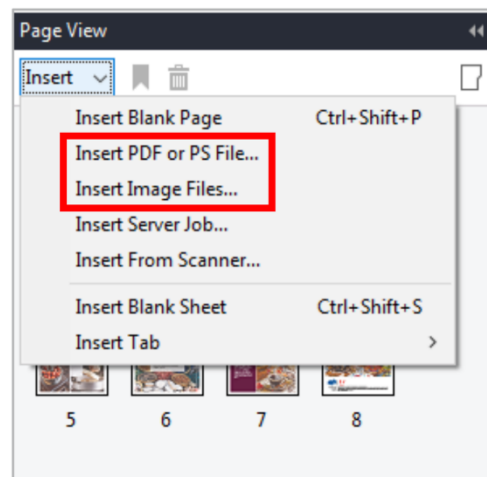 Page View
Insert
Insert Blank Page Ctrl+Shift+P
Insert PDF or PS File...
Insert Image Files...
Insert Server Job...
Insert From Scanner...
Insert Blank Sheet Ctrl+Shift+S
Insert Tab
5 6 7 8